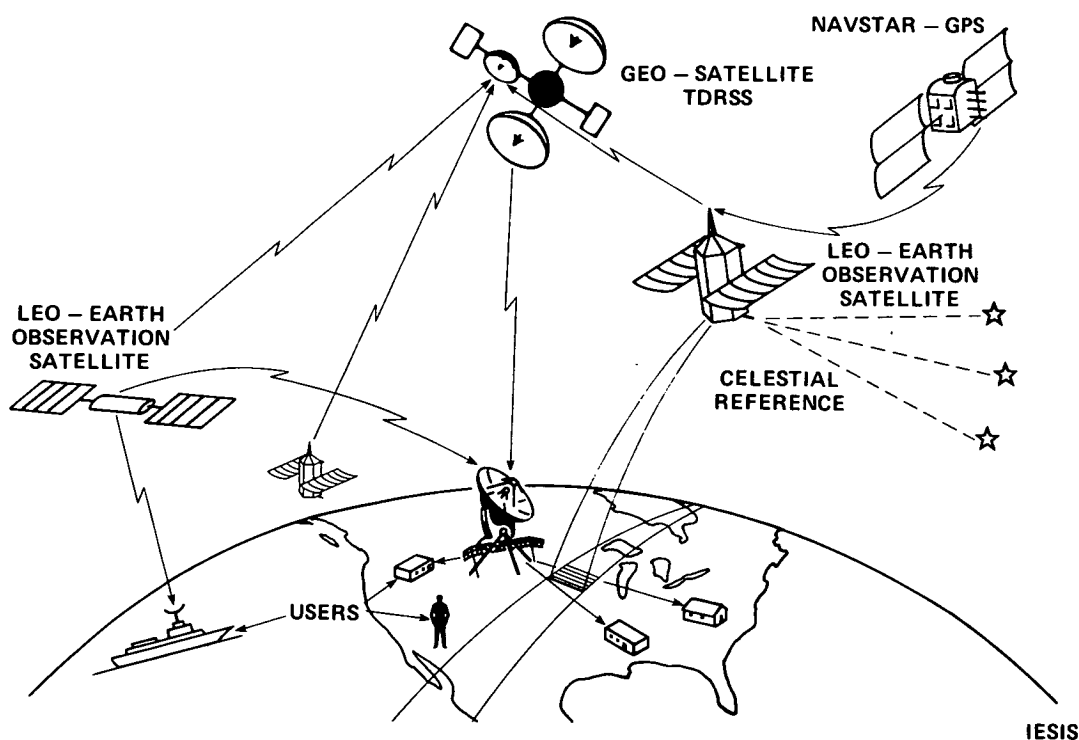 NAVSTAR – GPS
GEO – SATELLITE
TDRSS
LEO – EARTH
OBSERVATION
SATELLITE
LEO – EARTH
OBSERVATION
SATELLITE
CELESTIAL
REFERENCE
USERS
IESIS